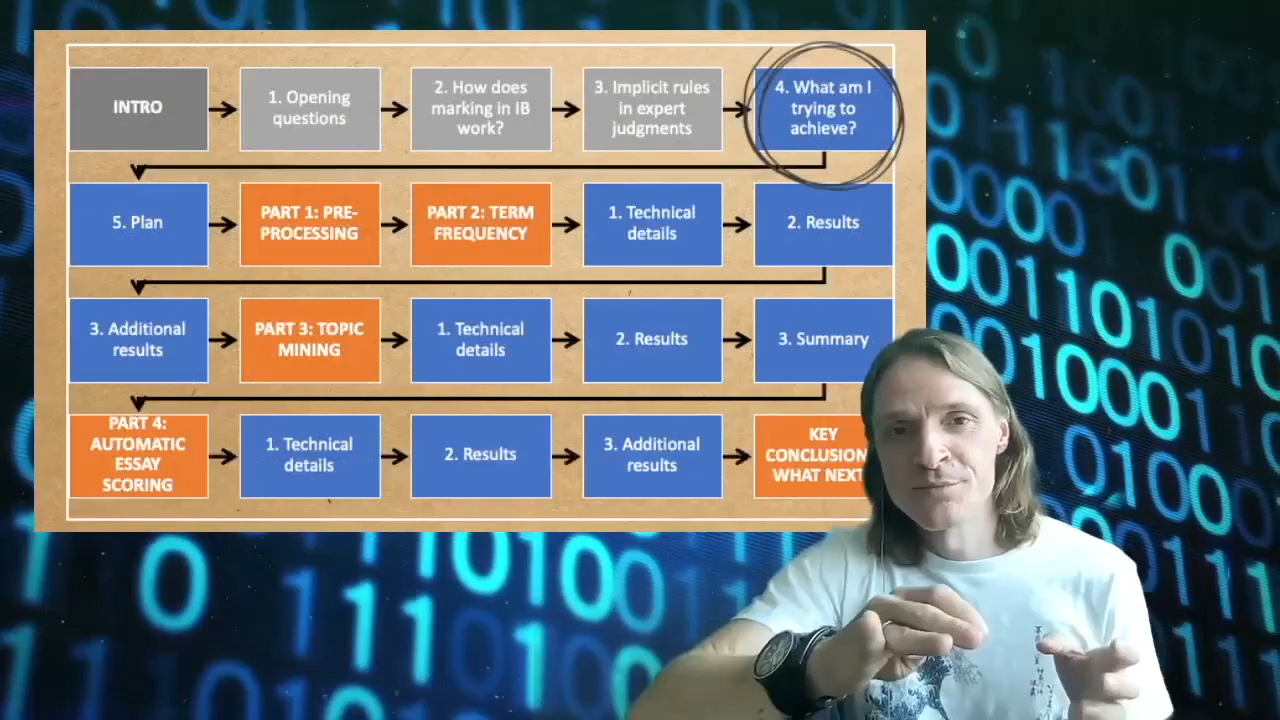 INTRO
1. Opening
questions
2. How does
marking in IB
work?
3. Implicit rules
in expert
judgments
4. What am I
trying to
achieve?
5. Plan
PART 1: PRE-
PROCESSING
PART 2: TERM
FREQUENCY
1. Technical
details
2. Results
3. Additional
results
PART 3: TOPIC
MINING
1. Technical
details
2. Results
3. Summary
PART 4:
AUTOMATIC
ESSAY
SCORING
1. Technical
details
2. Results
3. Additional
results
KEY
CONCLUSION
WHAT NEXT